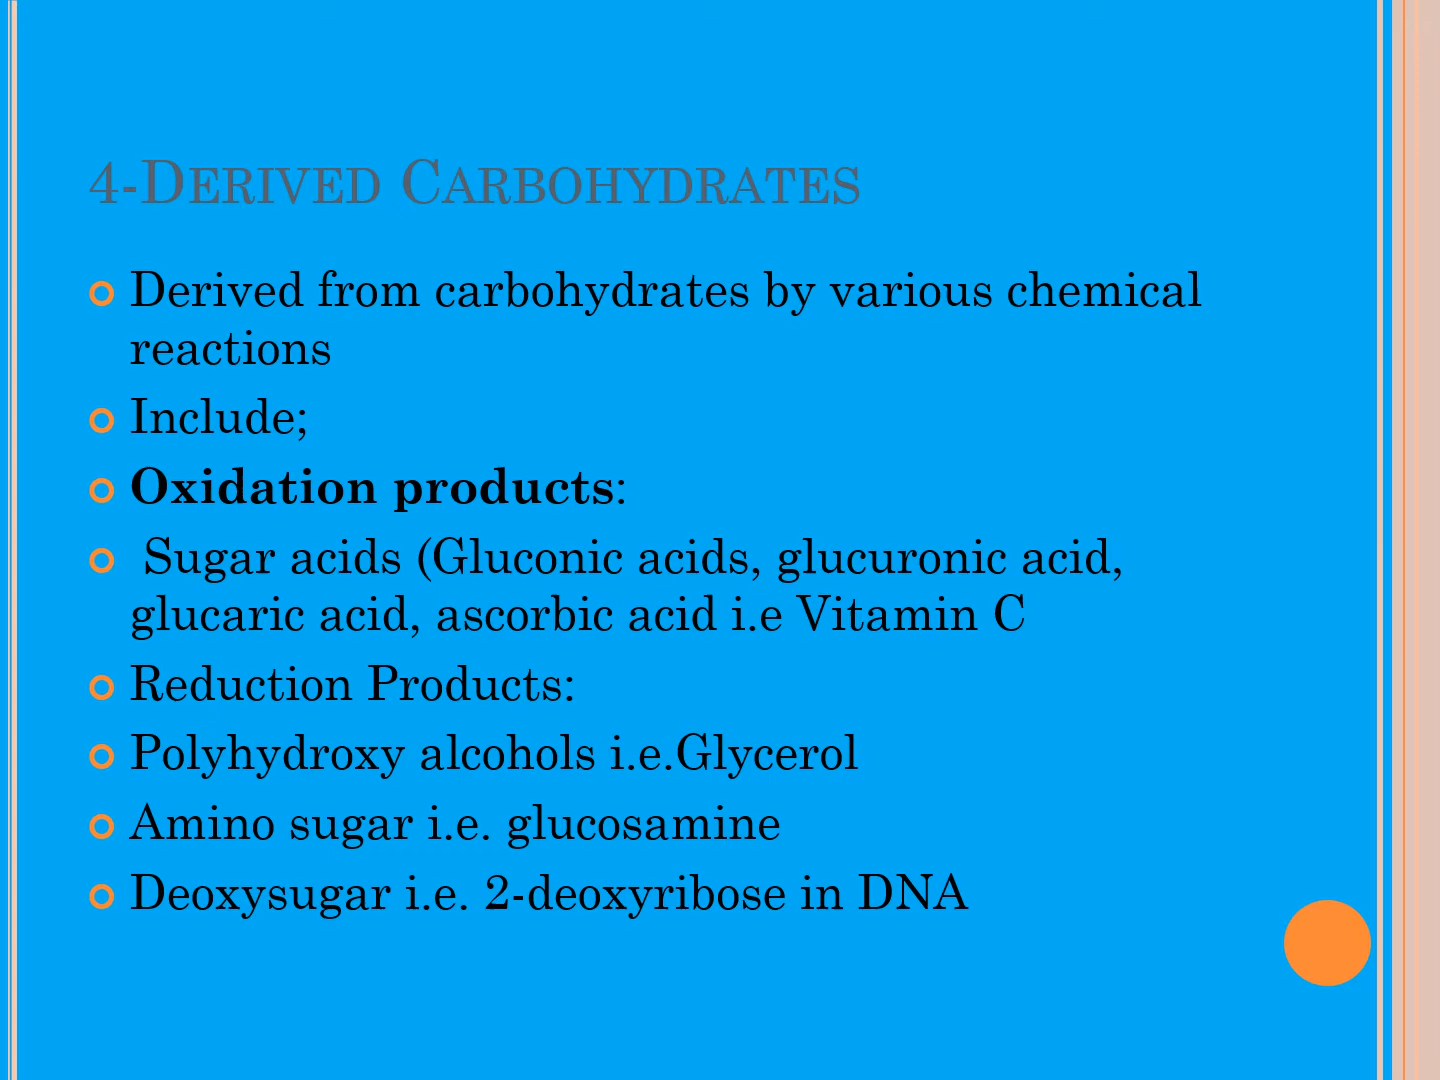 4-DERIVED CARBOHYDRATES
Derived from carbohydrates by various chemical
reactions
Include;
Oxidation products:
Sugar acids (Gluconic acids, glucuronic acid,
glucaric acid, ascorbic acid i.e Vitamin C
Reduction Products:
Polyhydroxy alcohols i.e.Glycerol
Amino sugar i.e. glucosamine
Deoxysugar i.e. 2-deoxyribose in DNA